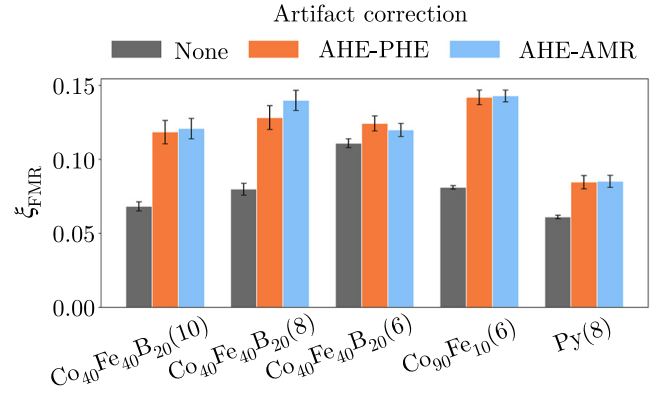 Artifact correction
None AHE-PHE AHE-AMR
0.15
0.10
0.05
0.00
ξ_FMR
Co₄₀Fe₄₀B₂₀(10) Co₄₀Fe₄₀B₂₀(8) Co₄₀Fe₄₀B₂₀(6) Co₉₀Fe₁₀(6) Py(8)